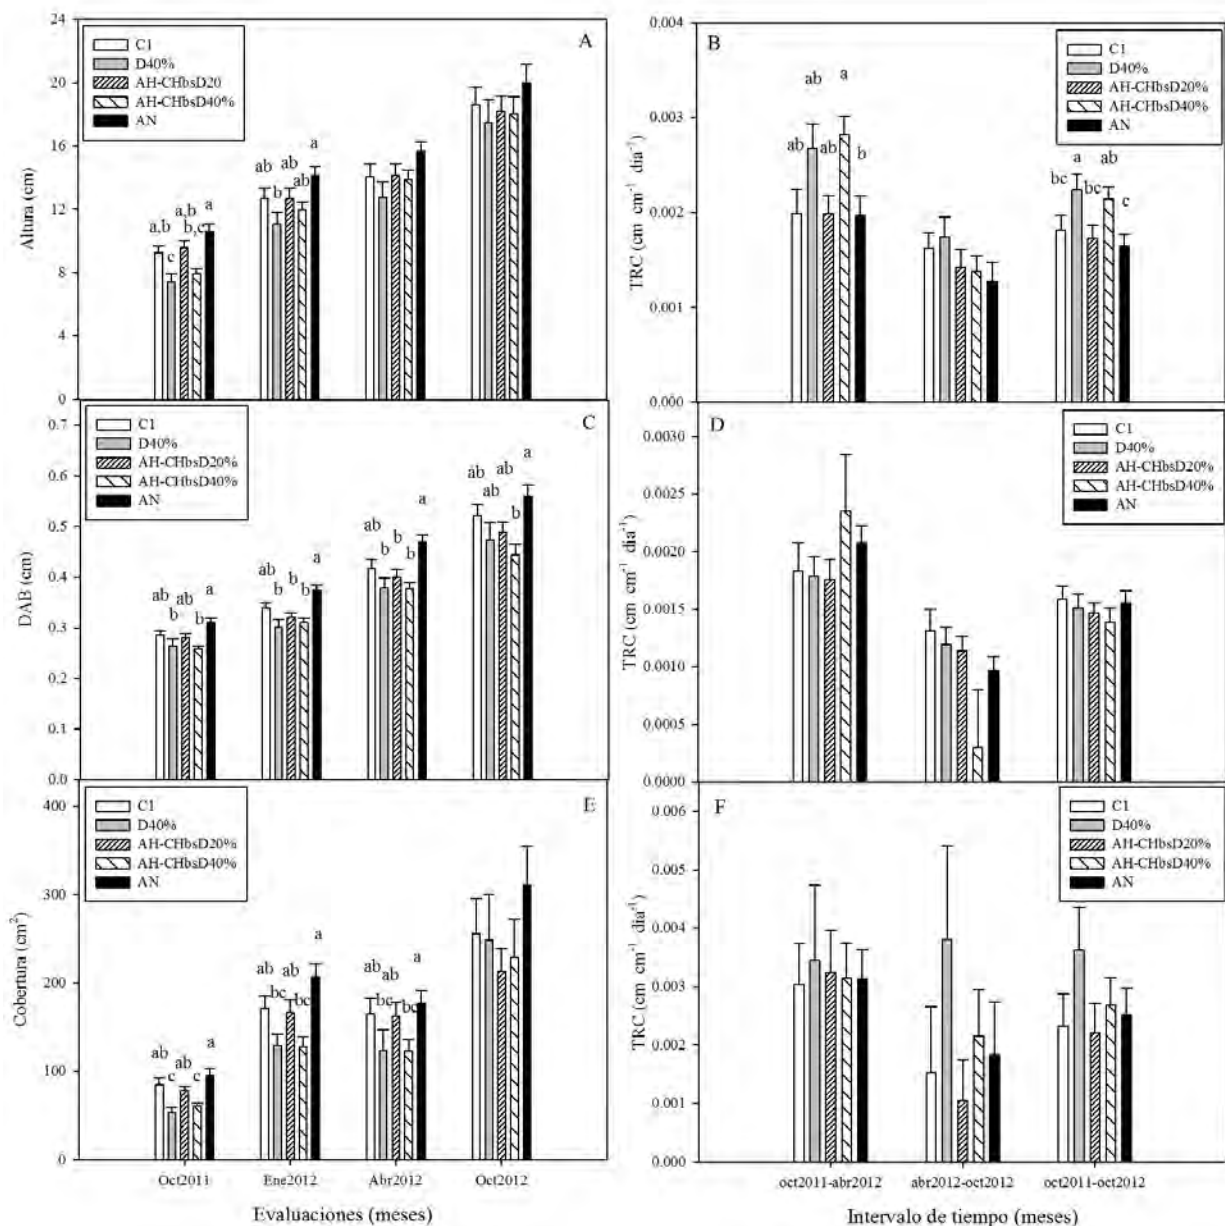 A
C1
D40%
AH-CHbsD20
AH-CHbsD40%
AN
24
20
16
12
8
4
0
Altura (cm)
a,b
c
a,b
b,c
a
ab
b
ab
ab
a
B
C1
D40%
AH-CHbsD20%
AH-CHbsD40%
AN
0.004
0.003
0.002
0.001
0.000
TRC (cm cm⁻¹ dia⁻¹)
ab
ab
ab
a
b
bc
a
bc
ab
c
C
C1
D40%
AH-CHbsD20%
AH-CHbsD40%
AN
0.7
0.6
0.5
0.4
0.3
0.2
0.1
0.0
DAB (cm)
ab
b
ab
b
a
ab
b
b
b
a
ab
b
b
b
a
ab
ab
ab
b
a
D
C1
D40%
AH-CHbsD20%
AH-CHbsD40%
AN
0.0030
0.0025
0.0020
0.0015
0.0010
0.0005
0.0000
TRC (cm cm⁻¹ dia⁻¹)
E
C1
D40%
AH-CHbsD20%
AH-CHbsD40%
AN
400
300
200
100
0
Cobertura (cm²)
ab
c
ab
c
a
ab
bc
ab
bc
a
ab
bc
ab
bc
a
Oct2011
Ene2012
Abr2012
Oct2012
Evaluaciones (meses)
F
C1
D40%
AH-CHbsD20%
AH-CHbsD40%
AN
0.006
0.005
0.004
0.003
0.002
0.001
0.000
TRC (cm cm⁻¹ dia⁻¹)
oct2011-abr2012
abr2012-oct2012
oct2011-oct2012
Intervalo de tiempo (meses)